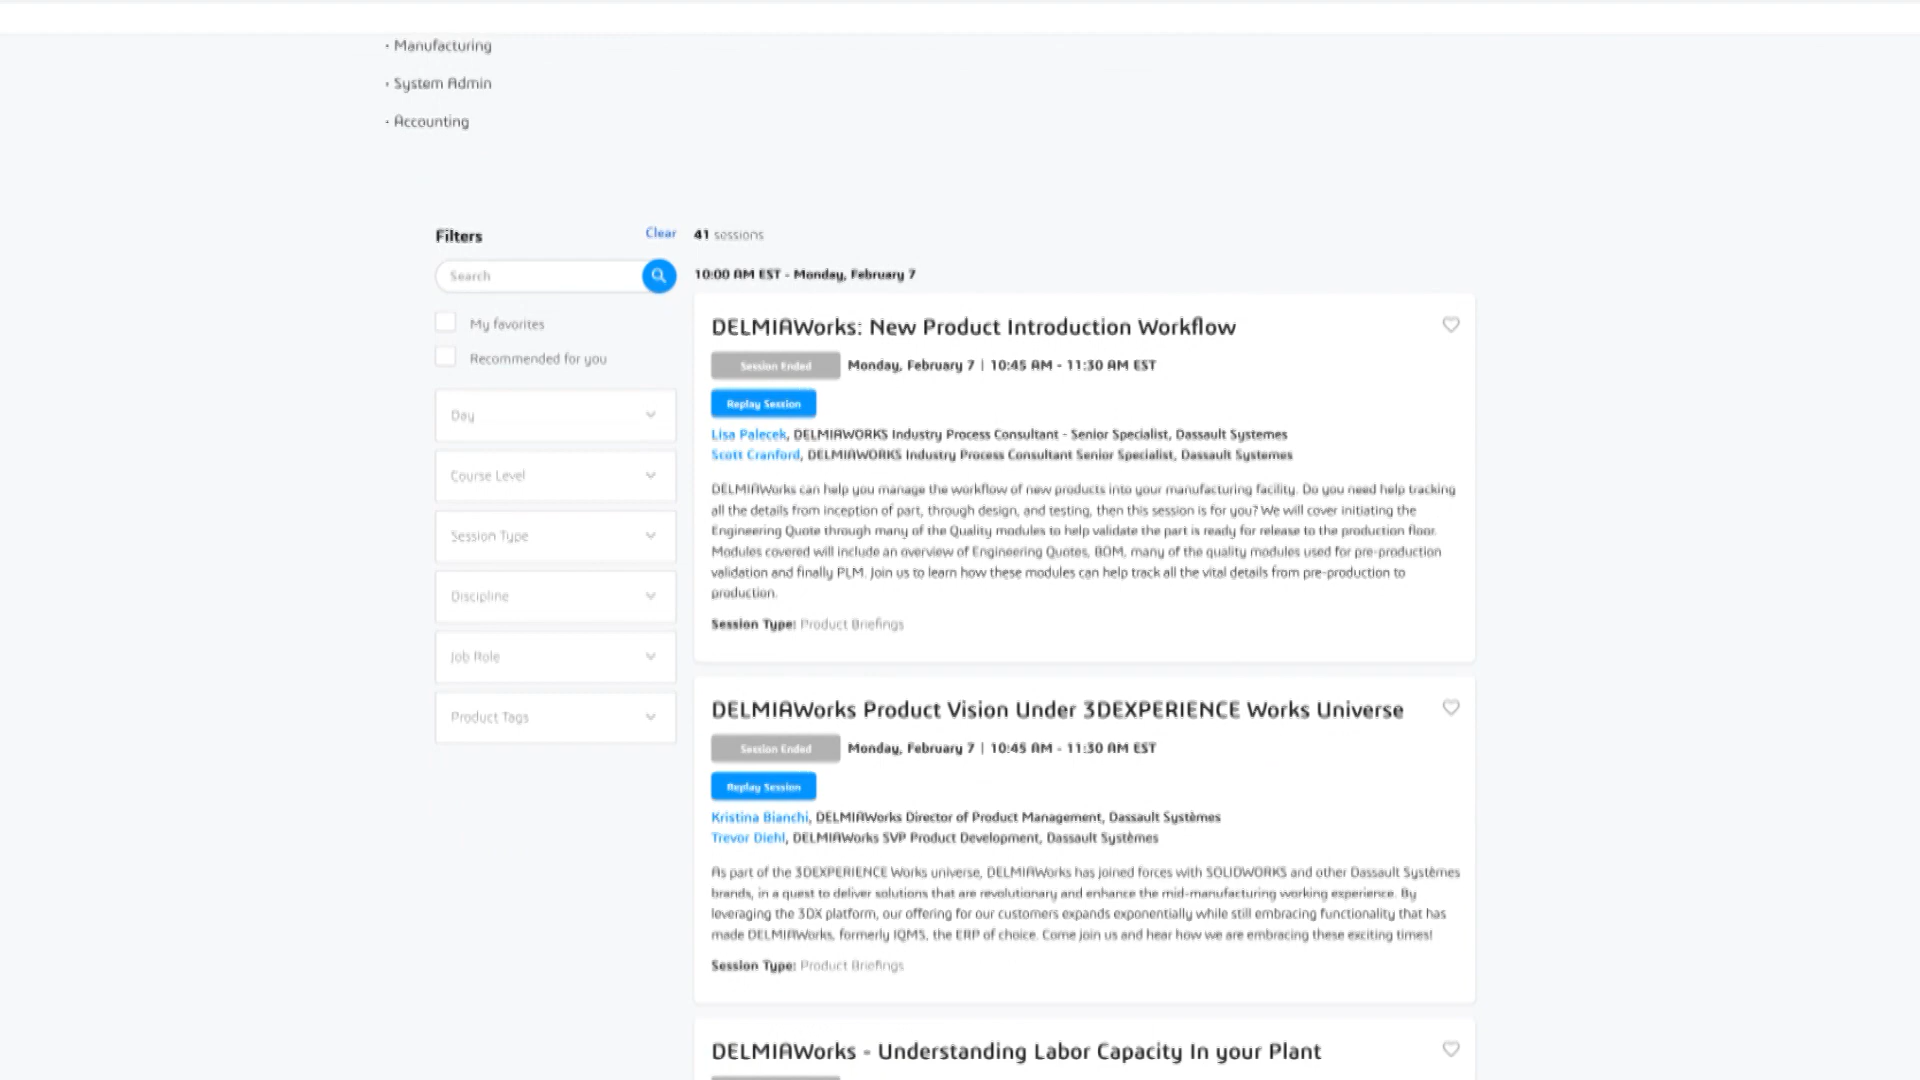 · Manufacturing
· System Admin
· Accounting
Filters
Clear
Search
My favorites
Recommended for you
Day
Course Level
Session Type
Discipline
Job Role
Product Tags
41 sessions
10:00 AM EST - Monday, February 7
DELMIAWorks: New Product Introduction Workflow
Session Ended
Monday, February 7 | 10:45 AM - 11:30 AM EST
Replay Session
Lisa Palecek, DELMIAWORKS Industry Process Consultant - Senior Specialist, Dassault Systemes
Scott Cranford, DELMIAWORKS Industry Process Consultant Senior Specialist, Dassault Systemes
DELMIAWorks can help you manage the workflow of new products into your manufacturing facility. Do you need help tracking
all the details from inception of part, through design, and testing, then this session is for you? We will cover initiating the
Engineering Quote through many of the Quality modules to help validate the part is ready for release to the production floor.
Modules covered will include an overview of Engineering Quotes, BOM, many of the quality modules used for pre-production
validation and finally PLM. Join us to learn how these modules can help track all the vital details from pre-production to
production.
Session Type: Product Briefings
DELMIAWorks Product Vision Under 3DEXPERIENCE Works Universe
Session Ended
Monday, February 7 | 10:45 AM - 11:30 AM EST
Replay Session
Kristina Bianchi, DELMIAWorks Director of Product Management, Dassault Systèmes
Trevor Diehl, DELMIAWorks SVP Product Development, Dassault Systèmes
As part of the 3DEXPERIENCE Works universe, DELMIAWorks has joined forces with SOLIDWORKS and other Dassault Systèmes
brands, in a quest to deliver solutions that are revolutionary and enhance the mid-manufacturing working experience. By
leveraging the 3DX platform, our offering for our customers expands exponentially while still embracing functionality that has
made DELMIAWorks, formerly IQMS, the ERP of choice. Come join us and hear how we are embracing these exciting times!
Session Type: Product Briefings
DELMIAWorks - Understanding Labor Capacity In your Plant